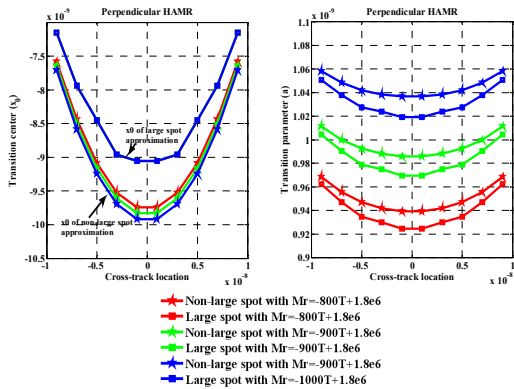 Perpendicular HAMR
x 10^-9
-7
-7.5
-8
-8.5
-9
-9.5
-10
-10.5
-1
-0.5
0
0.5
1
x 10^-8
Transition center (x0)
Cross-track location
x0 of large spot
approximation
x0 of non-large spot
approximation
Perpendicular HAMR
x 10^-9
1.1
1.08
1.06
1.04
1.02
1
0.98
0.96
0.94
0.92
0.9
-1
-0.5
0
0.5
1
x 10^-8
Transition parameter (a)
Cross-track location
Non-large spot with Mr=-800T+1.8e6
Large spot with Mr=-800T+1.8e6
Non-large spot with Mr=-900T+1.8e6
Large spot with Mr=-900T+1.8e6
Non-large spot with Mr=-900T+1.8e6
Large spot with Mr=-1000T+1.8e6